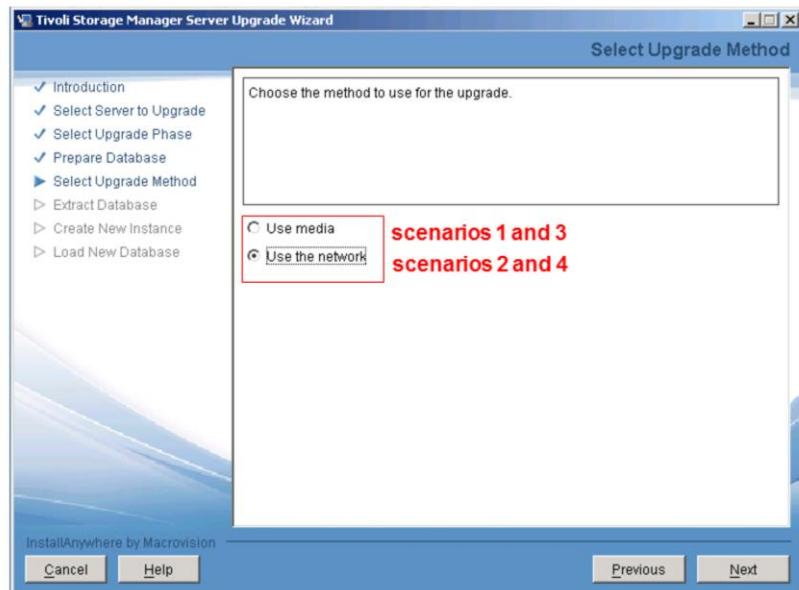 Tivoli Storage Manager Server Upgrade Wizard
Select Upgrade Method
Introduction
Select Server to Upgrade
Select Upgrade Phase
Prepare Database
Select Upgrade Method
Extract Database
Create New Instance
Load New Database
Choose the method to use for the upgrade.
Use media
scenarios 1 and 3
Use the network
scenarios 2 and 4
InstallAnywhere by Macrovision
Cancel
Help
Previous
Next